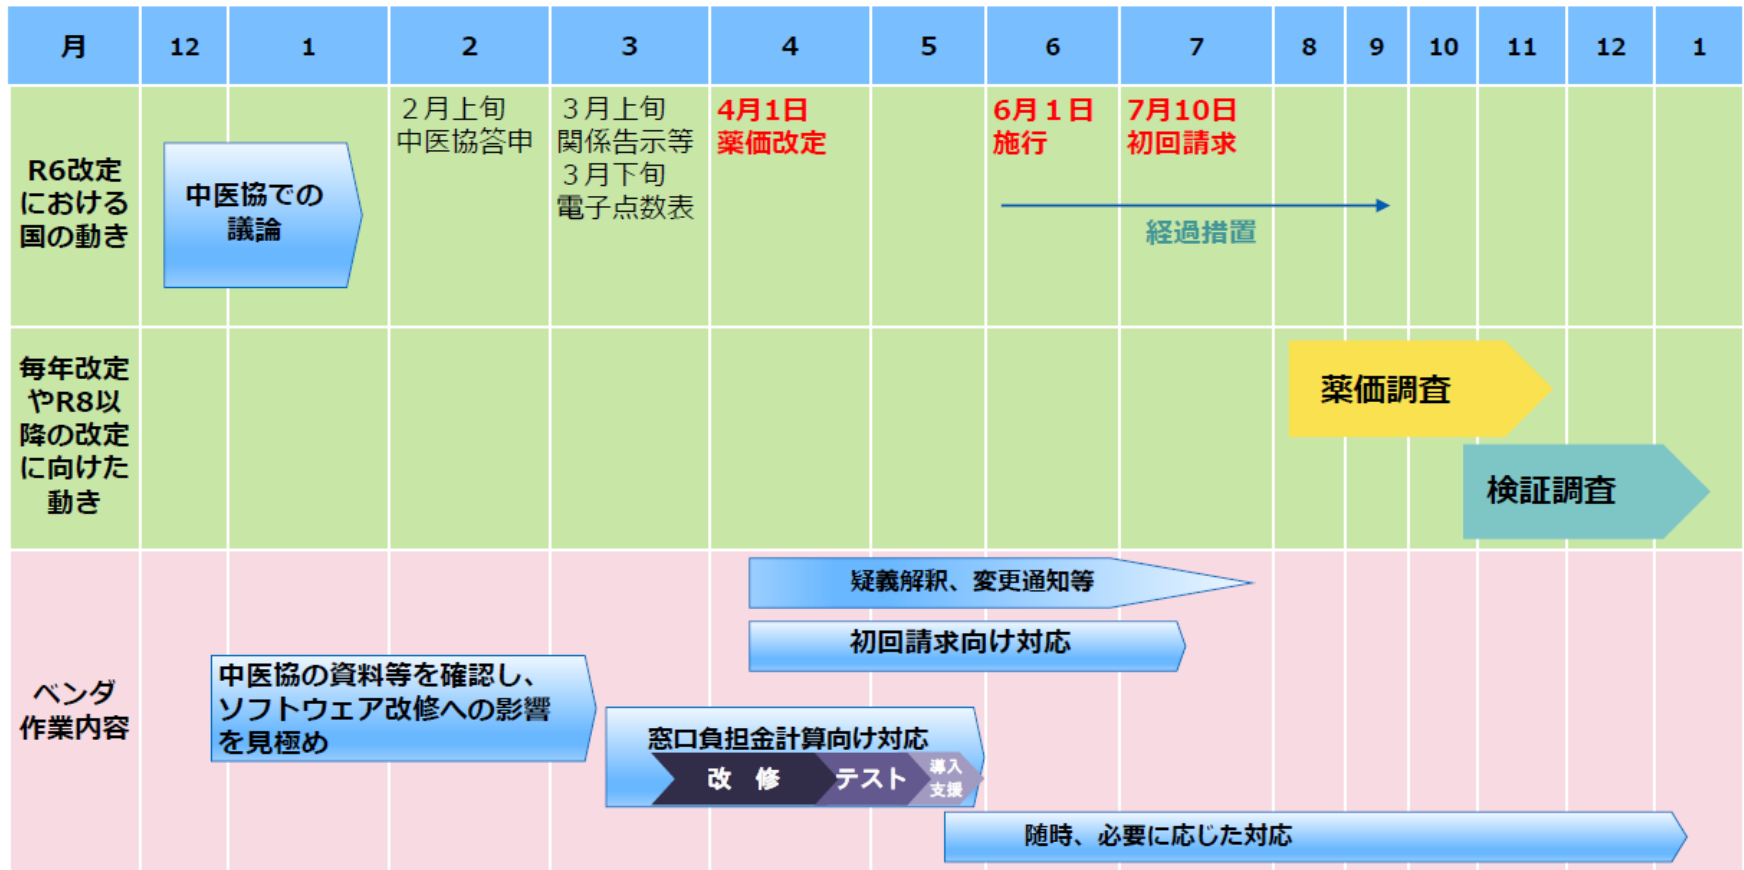 月 12 1 2 3 4 5 6 7 8 9 10 11 12 1
R6改定
における
国の動き
中医協での
議論
２月上旬
中医協答申
３月上旬
関係告示等
３月下旬
電子点数表
4月1日
薬価改定
6月１日
施行
7月10日
初回請求
経過措置
毎年改定
やR8以
降の改定
に向けた
動き
薬価調査
検証調査
ベンダ
作業内容
疑義解釈、変更通知等
初回請求向け対応
中医協の資料等を確認し、
ソフトウェア改修への影響
を見極め
窓口負担金計算向け対応
改　修
テスト
導入
支援
随時、必要に応じた対応